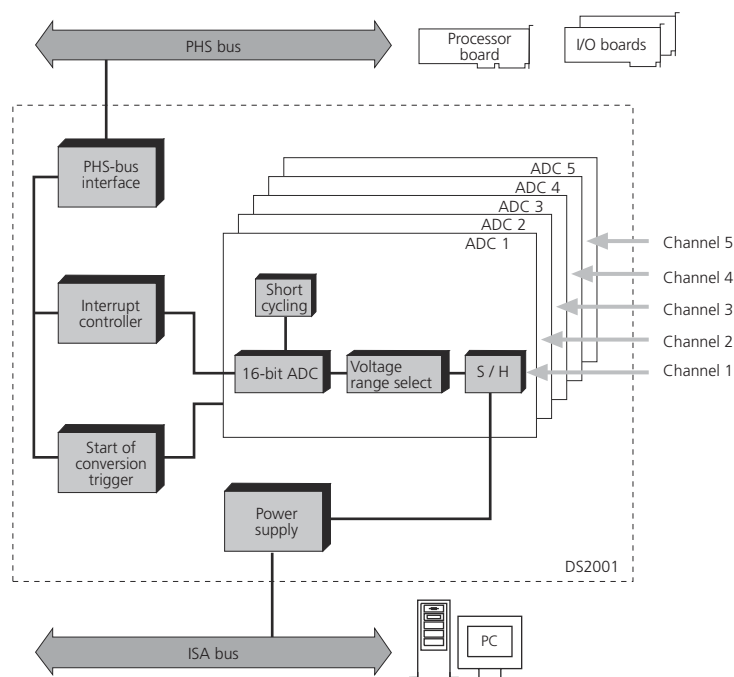 PHS bus
Processor
board
I/O boards
PHS-bus
interface
ADC 5
ADC 4
ADC 3
ADC 2
ADC 1
Channel 5
Channel 4
Channel 3
Channel 2
Channel 1
Short
cycling
Interrupt
controller
16-bit ADC
Voltage
range select
S / H
Start of
conversion
trigger
Power
supply
DS2001
ISA bus
PC